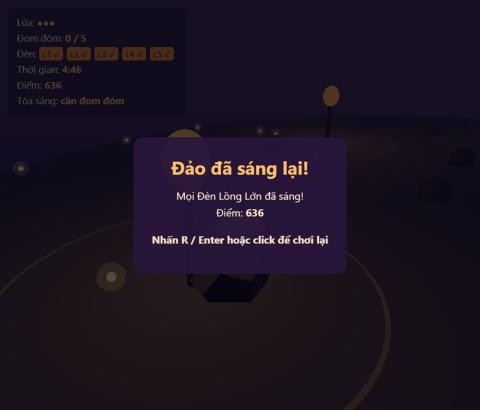 Lửa: ●●●
Đom đóm: 0 / 5
Đèn: L1 ✓ L2 ✓ L3 ✓ L4 ✓ L5 ✓
Thời gian: 4:46
Điểm: 636
Tỏa sáng: cần đom đóm
Đảo đã sáng lại!
Mọi Đèn Lồng Lớn đã sáng!
Điểm: 636
Nhấn R / Enter hoặc click để chơi lại